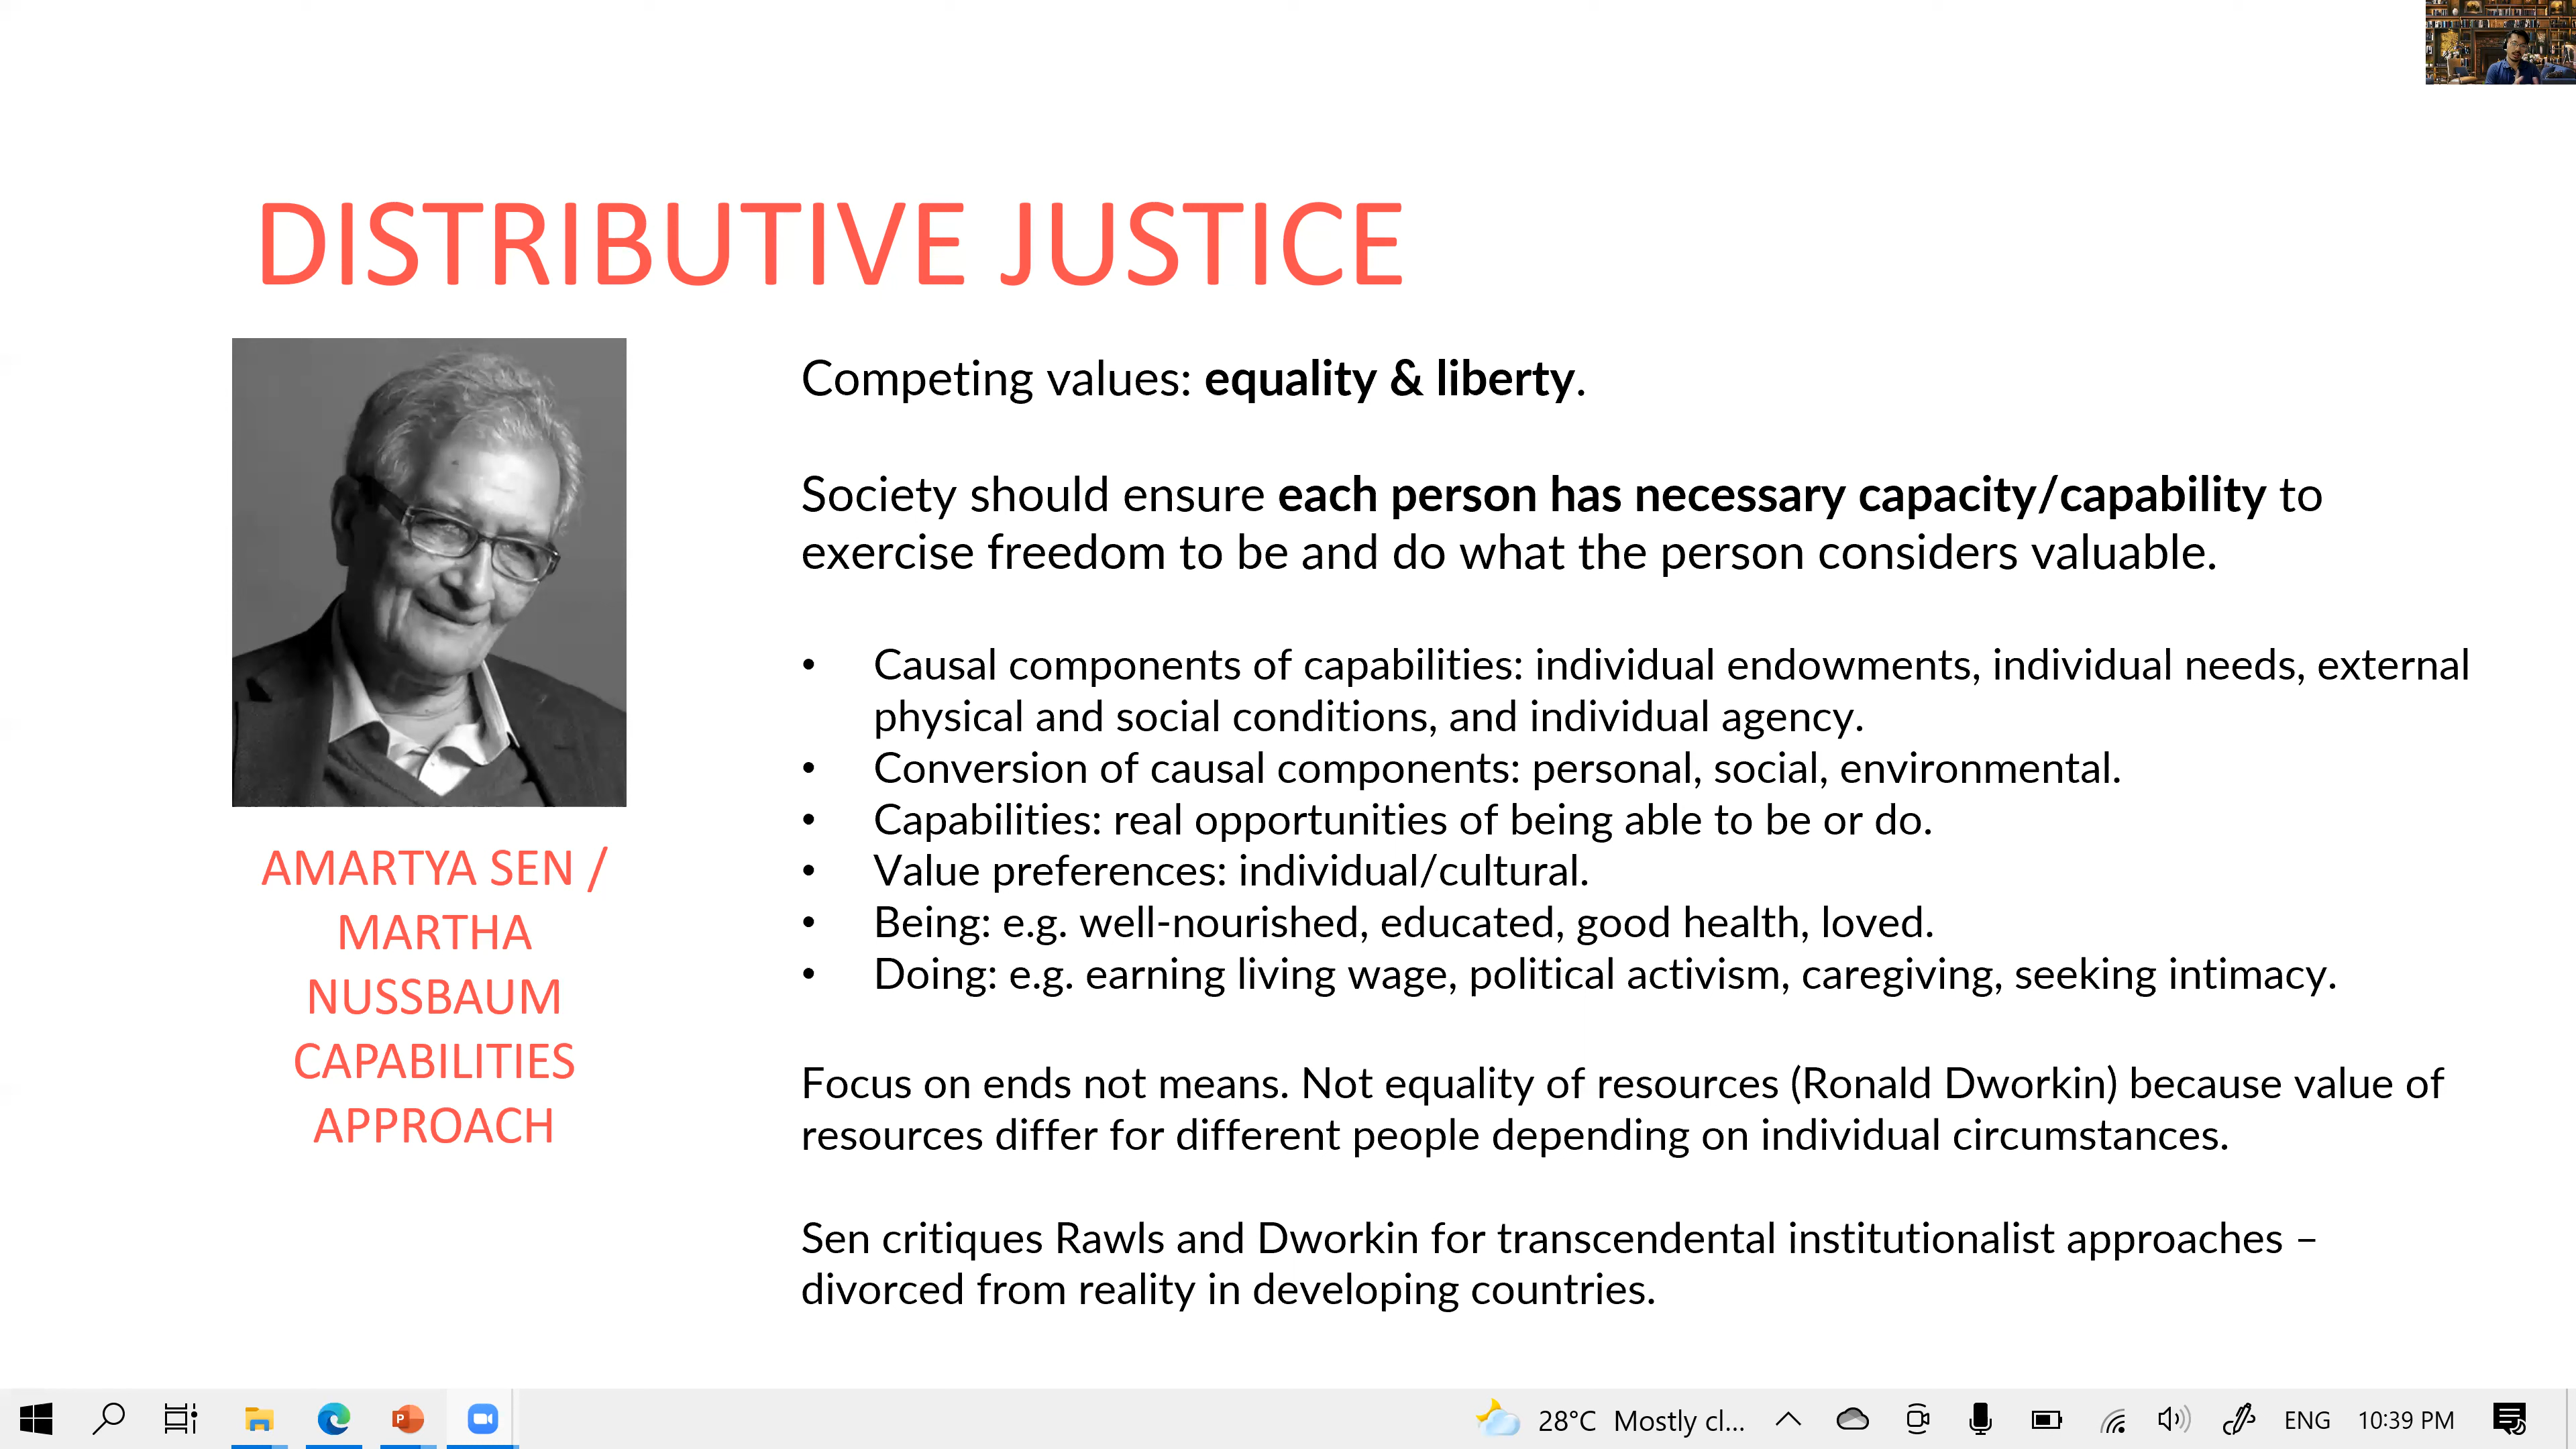 DISTRIBUTIVE JUSTICE
AMARTYA SEN /
MARTHA
NUSSBAUM
CAPABILITIES
APPROACH
Competing values: equality & liberty.
Society should ensure each person has necessary capacity/capability to
exercise freedom to be and do what the person considers valuable.
• Causal components of capabilities: individual endowments, individual needs, external
physical and social conditions, and individual agency.
• Conversion of causal components: personal, social, environmental.
• Capabilities: real opportunities of being able to be or do.
• Value preferences: individual/cultural.
• Being: e.g. well-nourished, educated, good health, loved.
• Doing: e.g. earning living wage, political activism, caregiving, seeking intimacy.
Focus on ends not means. Not equality of resources (Ronald Dworkin) because value of
resources differ for different people depending on individual circumstances.
Sen critiques Rawls and Dworkin for transcendental institutionalist approaches –
divorced from reality in developing countries.
P 28°C Mostly cl... ENG 10:39 PM